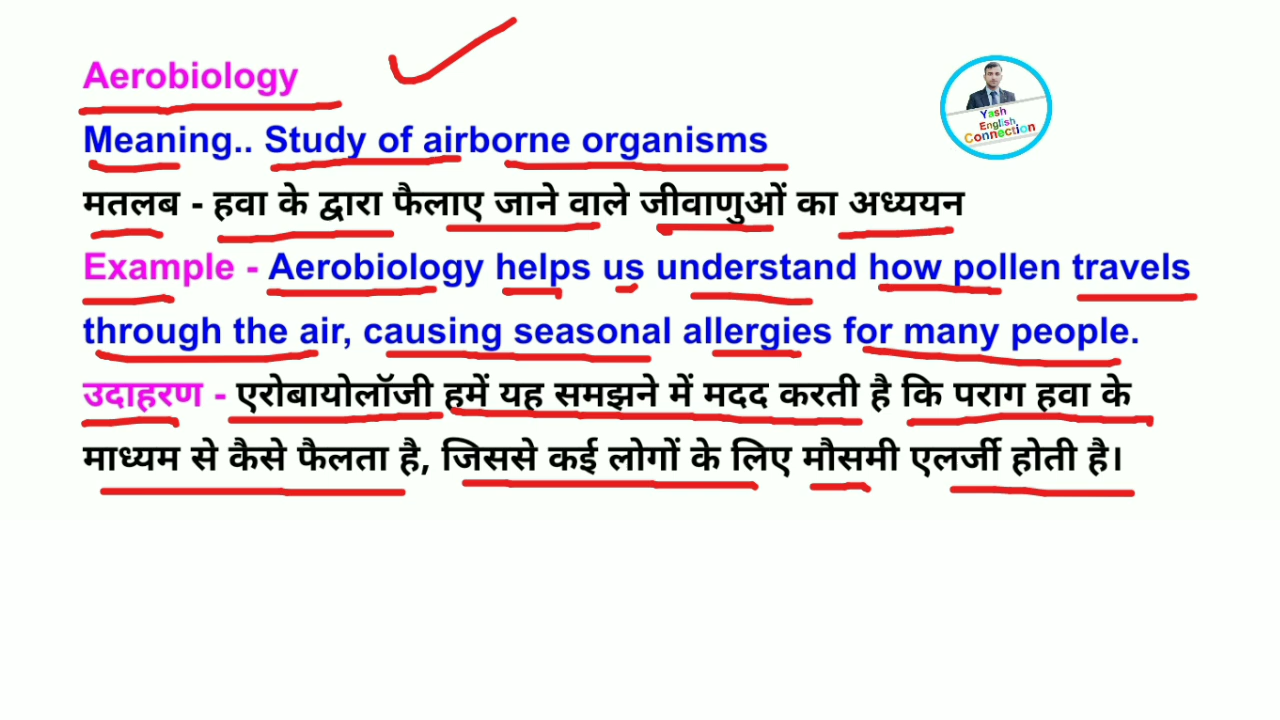 Aerobiology
Meaning.. Study of airborne organisms
मतलब - हवा के द्वारा फैलाए जाने वाले जीवाणुओं का अध्ययन
Example - Aerobiology helps us understand how pollen travels
through the air, causing seasonal allergies for many people.
उदाहरण - एरोबायोलॉजी हमें यह समझने में मदद करती है कि पराग हवा के
माध्यम से कैसे फैलता है, जिससे कई लोगों के लिए मौसमी एलर्जी होती है।
Yash
English
Connection